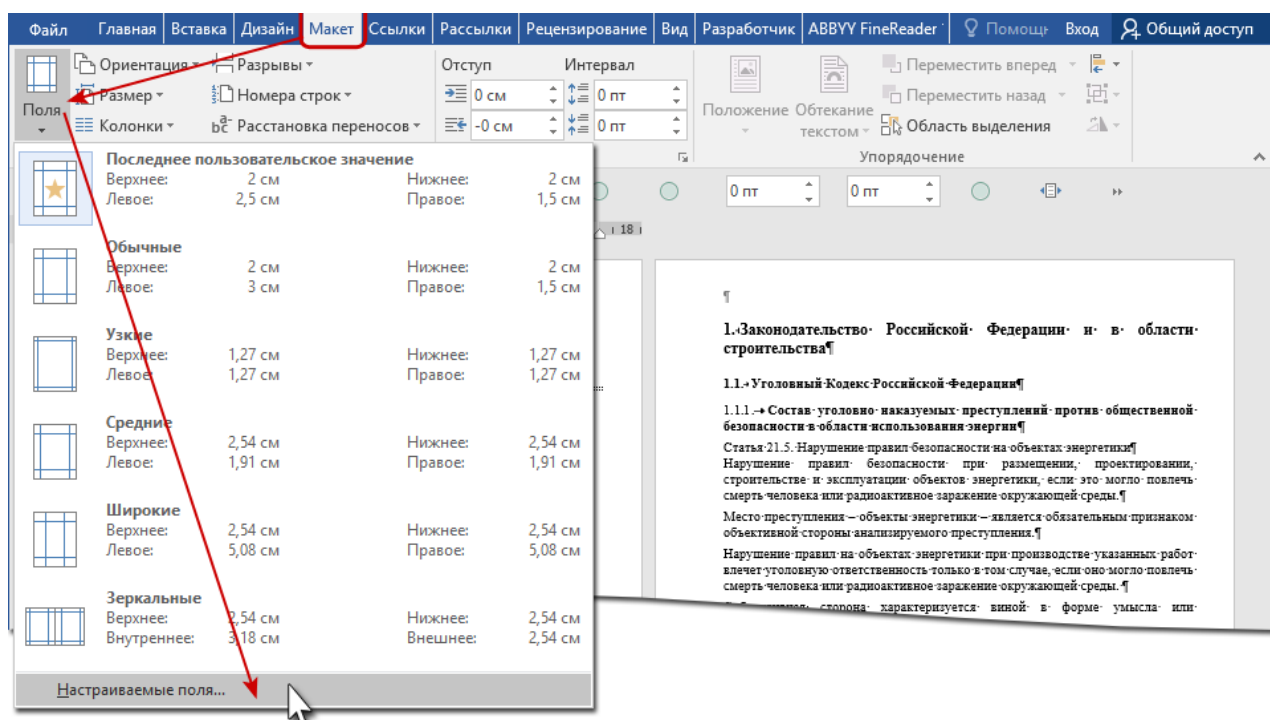 Файл Главная Вставка Дизайн Макет Ссылки Рассылки Рецензирование Вид Разработчик ABBYY FineReader Помощн Вход Общий доступ
Поля
Ориентация
Размер
Колонки
Разрывы
Номера строк
Расстановка переносов
Отступ Интервал
0 см 0 пт
-0 см 0 пт
Положение
Обтекание текстом
Переместить вперед
Переместить назад
Область выделения
Упорядочение
0 пт 0 пт
18
Последнее пользовательское значение
Верхнее: 2 см Нижнее: 2 см
Левое: 2,5 см Правое: 1,5 см
Обычные
Верхнее: 2 см Нижнее: 2 см
Левое: 3 см Правое: 1,5 см
Узкие
Верхнее: 1,27 см Нижнее: 1,27 см
Левое: 1,27 см Правое: 1,27 см
Средние
Верхнее: 2,54 см Нижнее: 2,54 см
Левое: 1,91 см Правое: 1,91 см
Широкие
Верхнее: 2,54 см Нижнее: 2,54 см
Левое: 5,08 см Правое: 5,08 см
Зеркальные
Верхнее: 2,54 см Нижнее: 2,54 см
Внутреннее: 3,18 см Внешнее: 2,54 см
Настраиваемые поля...
¶
1. Законодательство Российской Федерации и в области
строительства¶
1.1. Уголовный Кодекс Российской Федерации¶
1.1.1. Состав уголовно наказуемых преступлений против общественной
безопасности в области использования энергии¶
Статья 21.5. Нарушение правил безопасности на объектах энергетики¶
Нарушение правил безопасности при размещении, проектировании,
строительстве и эксплуатации объектов энергетики, если это могло повлечь
смерть человека или радиоактивное заражение окружающей среды.¶
Место преступления – объекты энергетики – является обязательным признаком
объективной стороны анализируемого преступления.¶
Нарушение правил на объектах энергетики при производстве указанных работ
влечет уголовную ответственность только в том случае, если оно могло повлечь
смерть человека или радиоактивное заражение окружающей среды. ¶
сторона характеризуется виной в форме умысла или